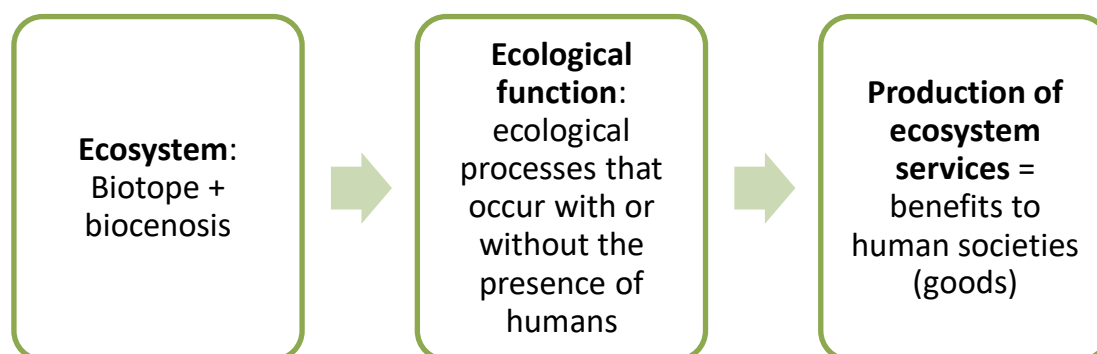 Ecosystem:
Biotope +
biocenosis
Ecological
function:
ecological
processes that
occur with or
without the
presence of
humans
Production of
ecosystem
services =
benefits to
human societies
(goods)